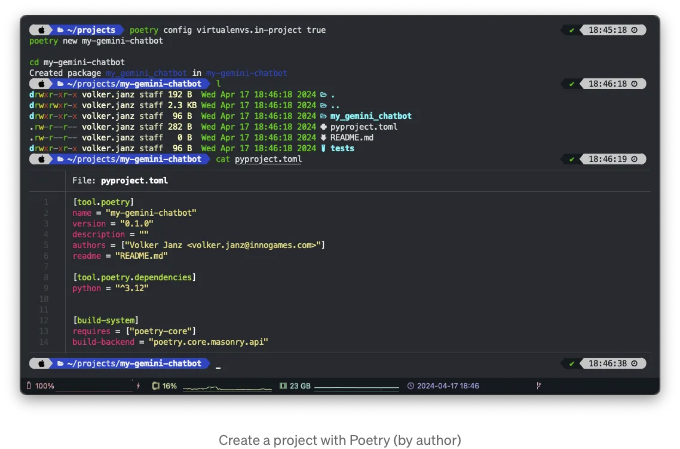 ~/projects poetry config virtualenvs.in-project true ✔ 18:45:18
poetry new my-gemini-chatbot
cd my-gemini-chatbot
Created package my_gemini_chatbot in my-gemini-chatbot
~/projects/my-gemini-chatbot l ✔ 18:46:18
drwxr-xr-x volker.janz staff 192 B Wed Apr 17 18:46:18 2024 .
drwxrwxr-x volker.janz staff 2.3 KB Wed Apr 17 18:46:18 2024 ..
drwxr-xr-x volker.janz staff 96 B Wed Apr 17 18:46:18 2024 my_gemini_chatbot
.rw-r--r-- volker.janz staff 282 B Wed Apr 17 18:46:18 2024 pyproject.toml
.rw-r--r-- volker.janz staff 0 B Wed Apr 17 18:46:18 2024 README.md
drwxr-xr-x volker.janz staff 96 B Wed Apr 17 18:46:18 2024 tests
~/projects/my-gemini-chatbot cat pyproject.toml ✔ 18:46:19
File: pyproject.toml
1 [tool.poetry]
2 name = "my-gemini-chatbot"
3 version = "0.1.0"
4 description = ""
5 authors = ["Volker Janz <volker.janz@innogames.com>"]
6 readme = "README.md"
7
8 [tool.poetry.dependencies]
9 python = "^3.12"
10
11
12 [build-system]
13 requires = ["poetry-core"]
14 build-backend = "poetry.core.masonry.api"
~/projects/my-gemini-chatbot _ ✔ 18:46:38
100% 16% 23 GB 2024-04-17 18:46
Create a project with Poetry (by author)